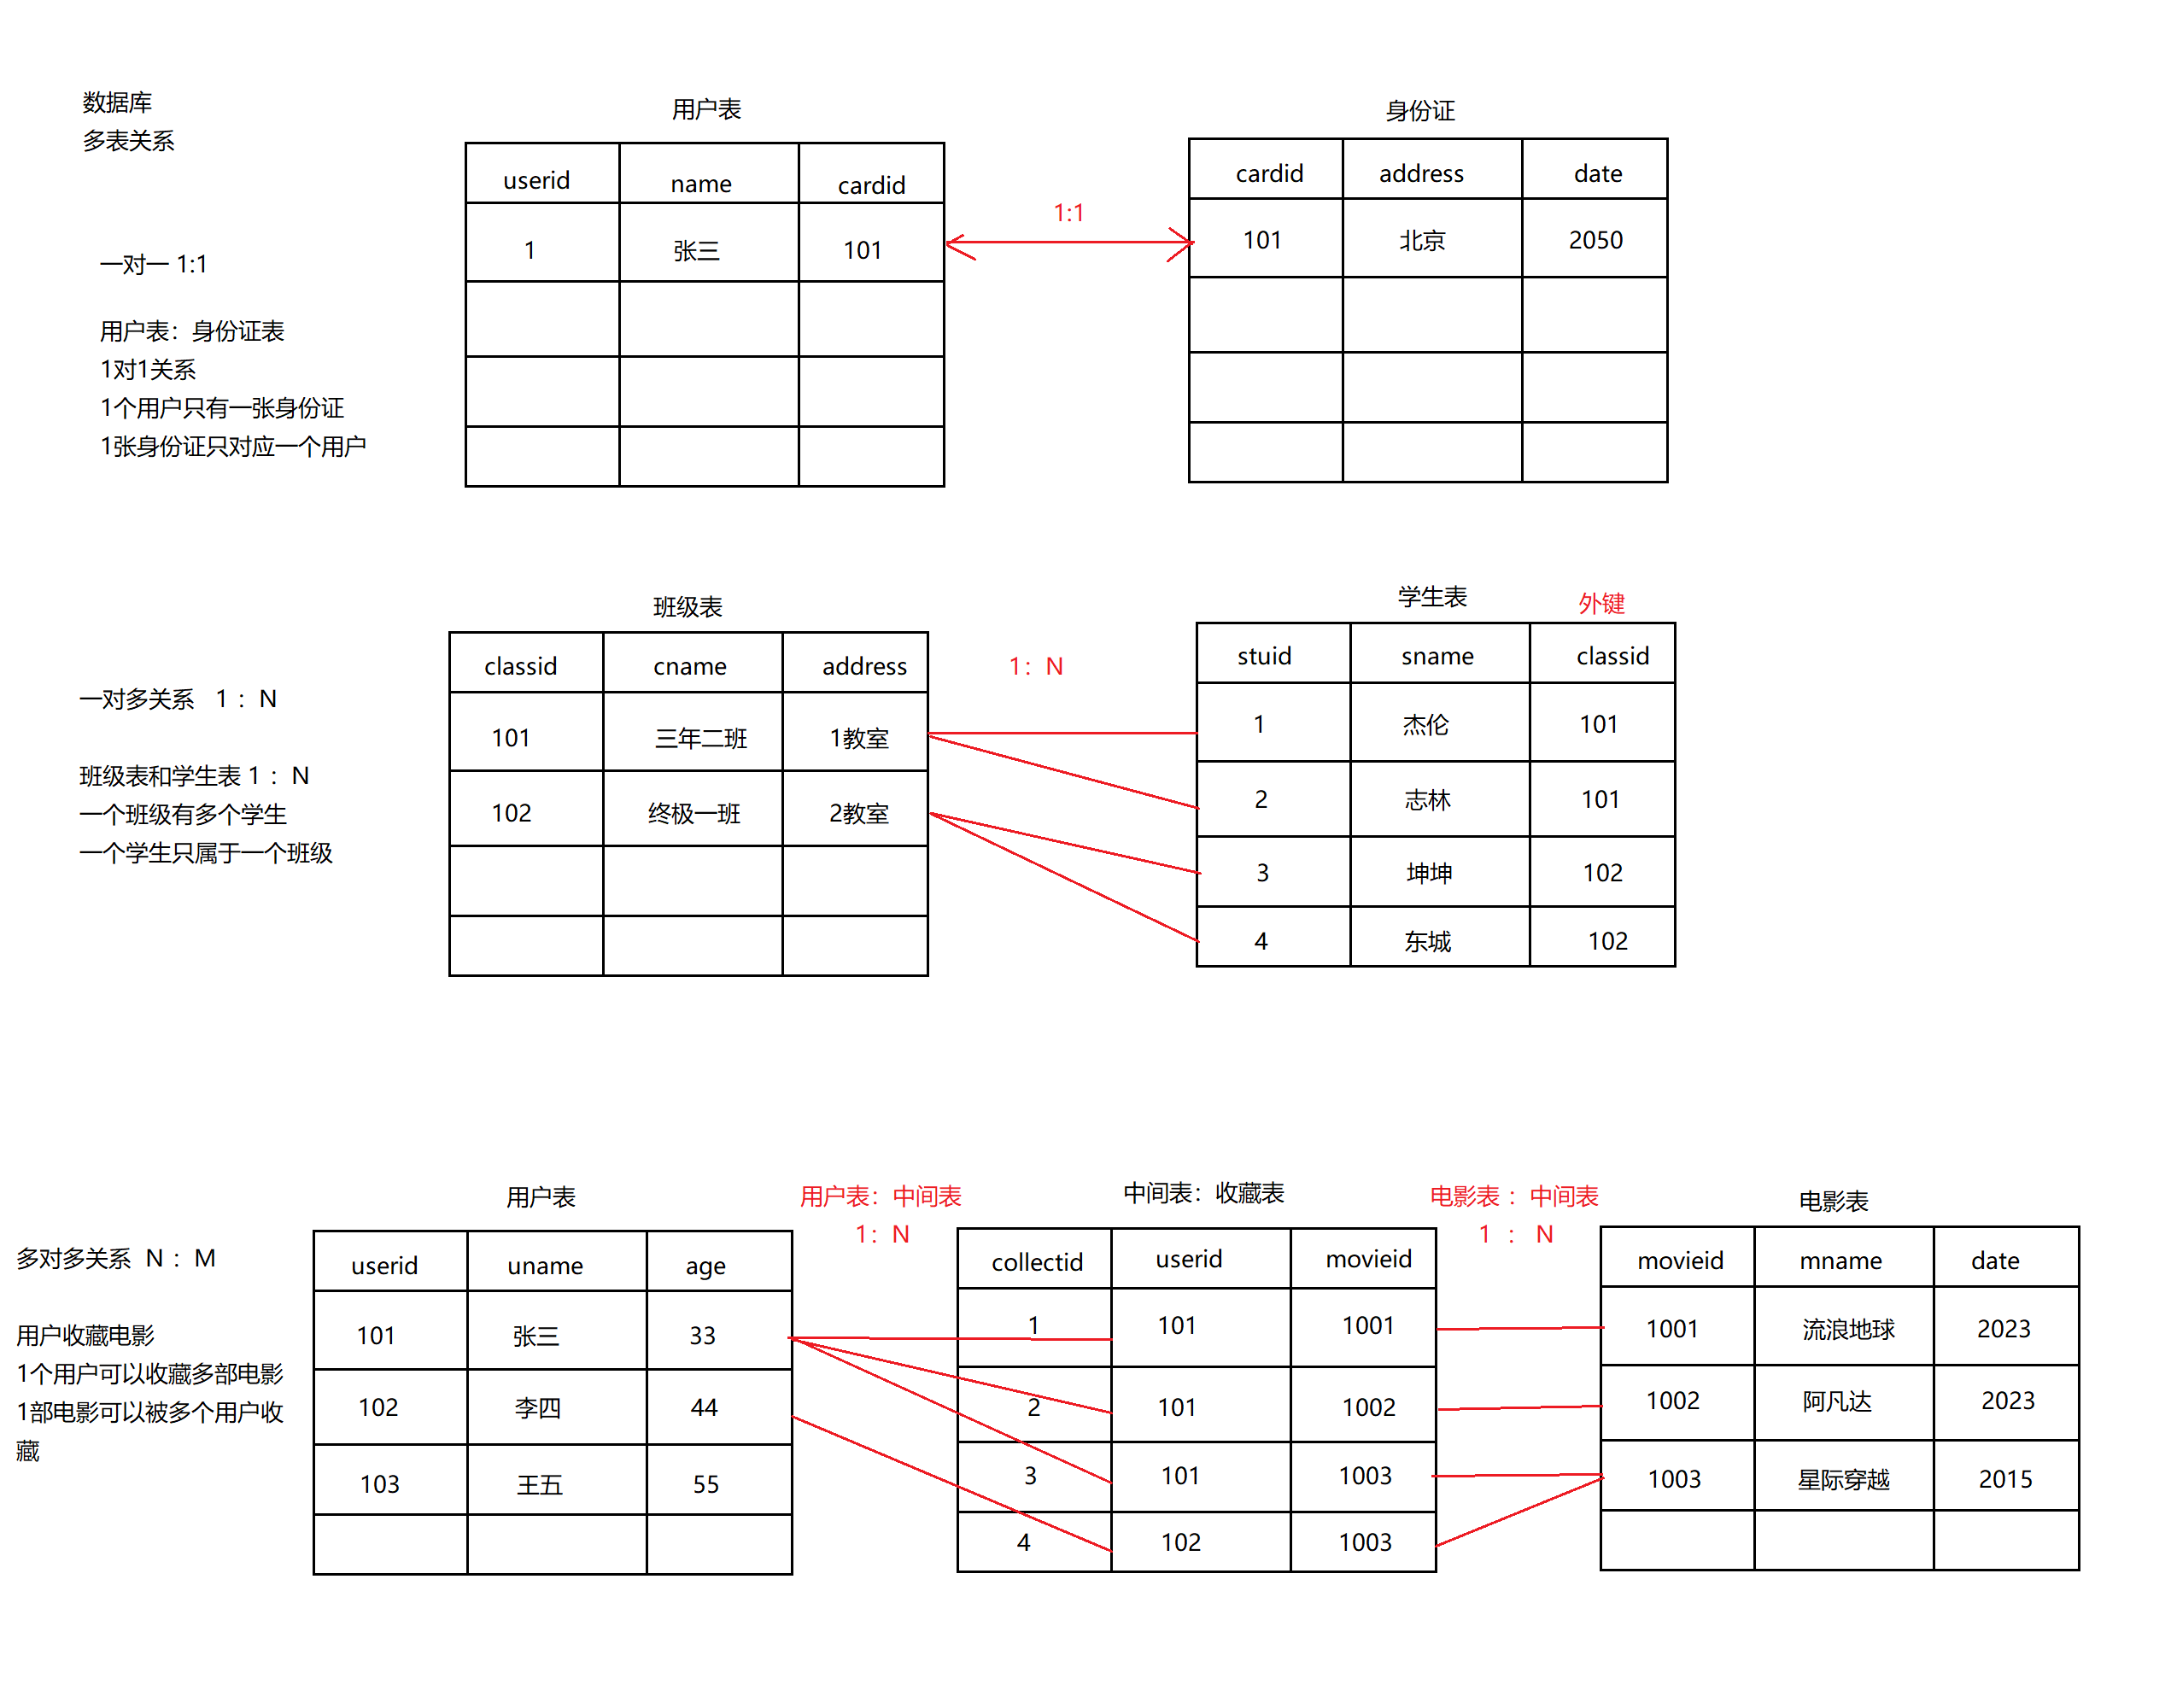 数据库
多表关系
一对一 1:1
用户表：身份证表
1对1关系
1个用户只有一张身份证
1张身份证只对应一个用户
用户表
userid name cardid
1 张三 101
1:1
身份证
cardid address date
101 北京 2050
一对多关系 1 : N
班级表和学生表 1 : N
一个班级有多个学生
一个学生只属于一个班级
班级表
classid cname address
101 三年二班 1教室
102 终极一班 2教室
1：N
学生表
外键
stuid sname classid
1 杰伦 101
2 志林 101
3 坤坤 102
4 东城 102
多对多关系 N : M
用户收藏电影
1个用户可以收藏多部电影
1部电影可以被多个用户收
藏
用户表
userid uname age
101 张三 33
102 李四 44
103 王五 55
用户表：中间表
1：N
中间表：收藏表
collectid userid movieid
1 101 1001
2 101 1002
3 101 1003
4 102 1003
电影表 : 中间表
1 : N
电影表
movieid mname date
1001 流浪地球 2023
1002 阿凡达 2023
1003 星际穿越 2015